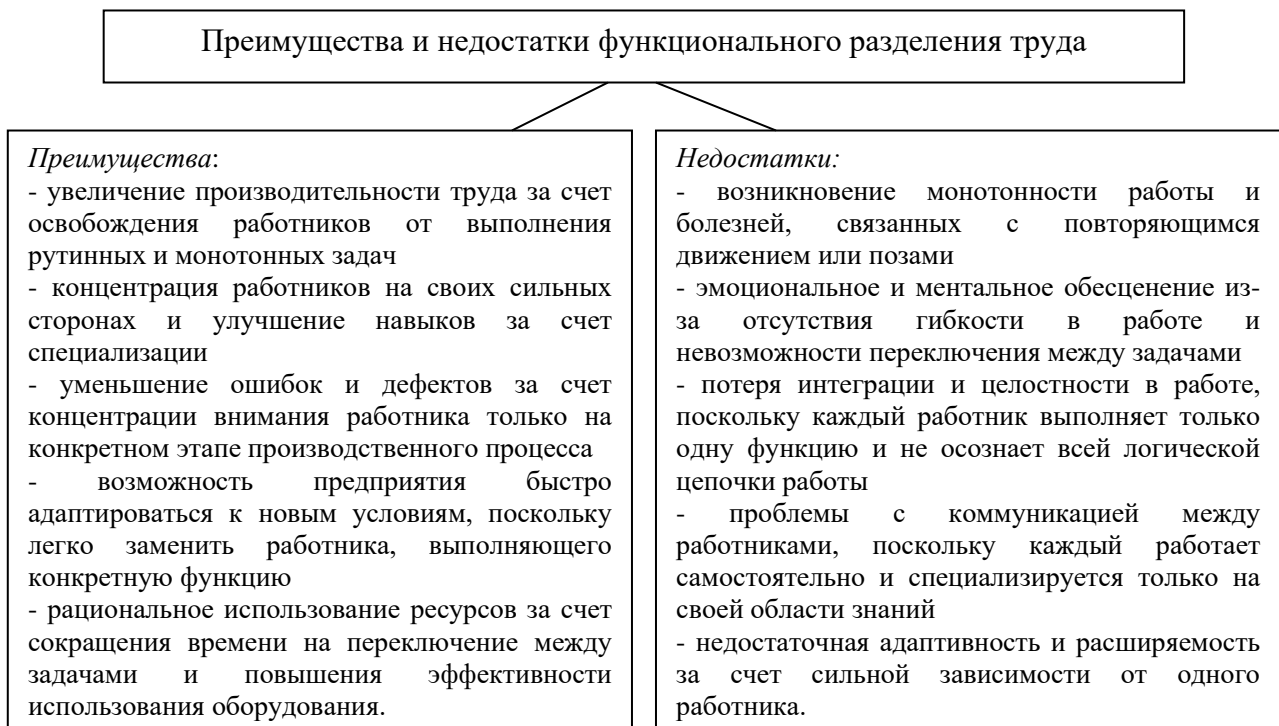 Преимущества и недостатки функционального разделения труда
Преимущества:
- увеличение производительности труда за счет
освобождения работников от выполнения
рутинных и монотонных задач
- концентрация работников на своих сильных
сторонах и улучшение навыков за счет
специализации
- уменьшение ошибок и дефектов за счет
концентрации внимания работника только на
конкретном этапе производственного процесса
- возможность предприятия быстро
адаптироваться к новым условиям, поскольку
легко заменить работника, выполняющего
конкретную функцию
- рациональное использование ресурсов за счет
сокращения времени на переключение между
задачами и повышения эффективности
использования оборудования.
Недостатки:
- возникновение монотонности работы и
болезней, связанных с повторяющимся
движением или позами
- эмоциональное и ментальное обесценение из-
за отсутствия гибкости в работе и
невозможности переключения между задачами
- потеря интеграции и целостности в работе,
поскольку каждый работник выполняет только
одну функцию и не осознает всей логической
цепочки работы
- проблемы с коммуникацией между
работниками, поскольку каждый работает
самостоятельно и специализируется только на
своей области знаний
- недостаточная адаптивность и расширяемость
за счет сильной зависимости от одного
работника.